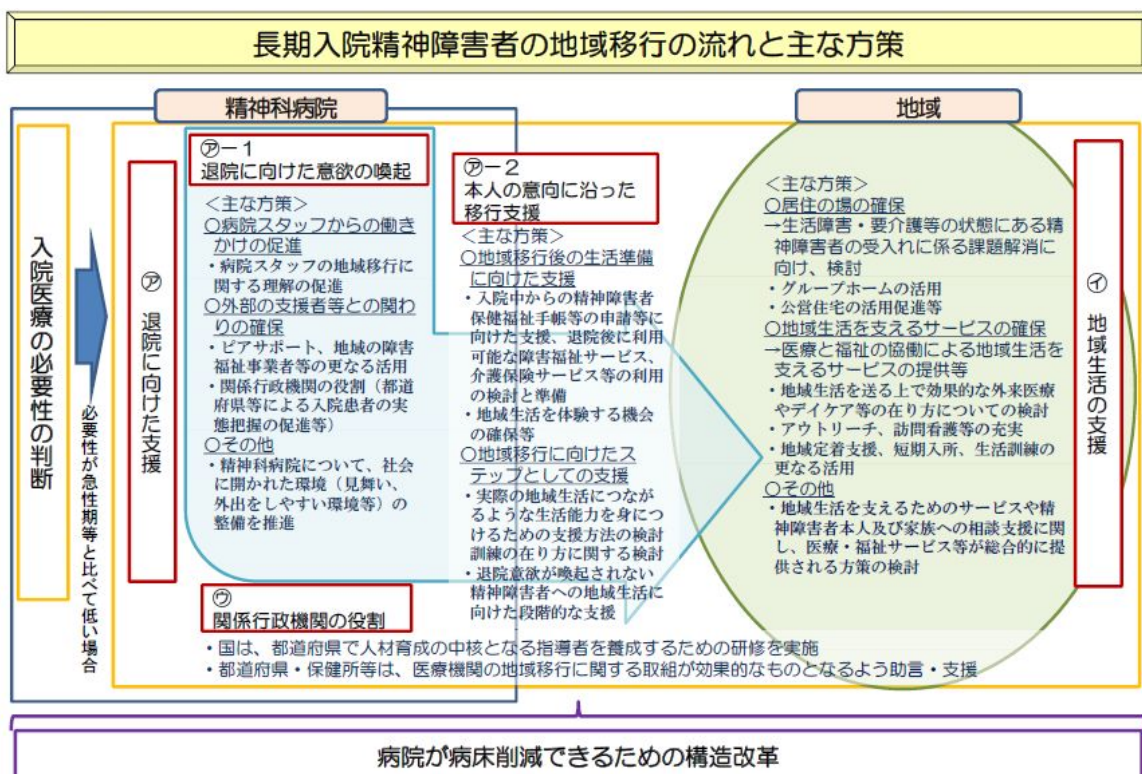 長期入院精神障害者の地域移行の流れと主な方策
精神科病院
地域
入院医療の必要性の判断
必要性が急性期等と比べて低い場合
㋐ 退院に向けた支援
㋐－１
退院に向けた意欲の喚起
＜主な方策＞
○病院スタッフからの働き
かけの促進
・病院スタッフの地域移行に
関する理解の促進
○外部の支援者等との関わ
りの確保
・ピアサポート、地域の障害
福祉事業者等の更なる活用
・関係行政機関の役割（都道
府県等による入院患者の実
態把握の促進等）
○その他
・精神科病院について、社会
に開かれた環境（見舞い、
外出をしやすい環境等）の
整備を推進
㋐－２
本人の意向に沿った
移行支援
＜主な方策＞
○地域移行後の生活準備
に向けた支援
・入院中からの精神障害者
保健福祉手帳等の申請等に
向けた支援、退院後に利用
可能な障害福祉サービス、
介護保険サービス等の利用
の検討と準備
・地域生活を体験する機会
の確保等
○地域移行に向けたス
テップとしての支援
・実際の地域生活につなが
るような生活能力を身につ
けるための支援方法の検討
訓練の在り方に関する検討
・退院意欲が喚起されない
精神障害者への地域生活に
向けた段階的な支援
＜主な方策＞
○居住の場の確保
→生活障害・要介護等の状態にある精
神障害者の受入れに係る課題解消に
向け、検討
・グループホームの活用
・公営住宅の活用促進等
○地域生活を支えるサービスの確保
→医療と福祉の協働による地域生活を
支えるサービスの提供等
・地域生活を送る上で効果的な外来医療
やデイケア等の在り方についての検討
・アウトリーチ、訪問看護等の充実
・地域定着支援、短期入所、生活訓練の
更なる活用
○その他
・地域生活を支えるためのサービスや精
神障害者本人及び家族への相談支援に関
し、医療・福祉サービス等が総合的に提
供される方策の検討
㋑ 地域生活の支援
㋒
関係行政機関の役割
・国は、都道府県で人材育成の中核となる指導者を養成するための研修を実施
・都道府県・保健所等は、医療機関の地域移行に関する取組が効果的なものとなるよう助言・支援
病院が病床削減できるための構造改革